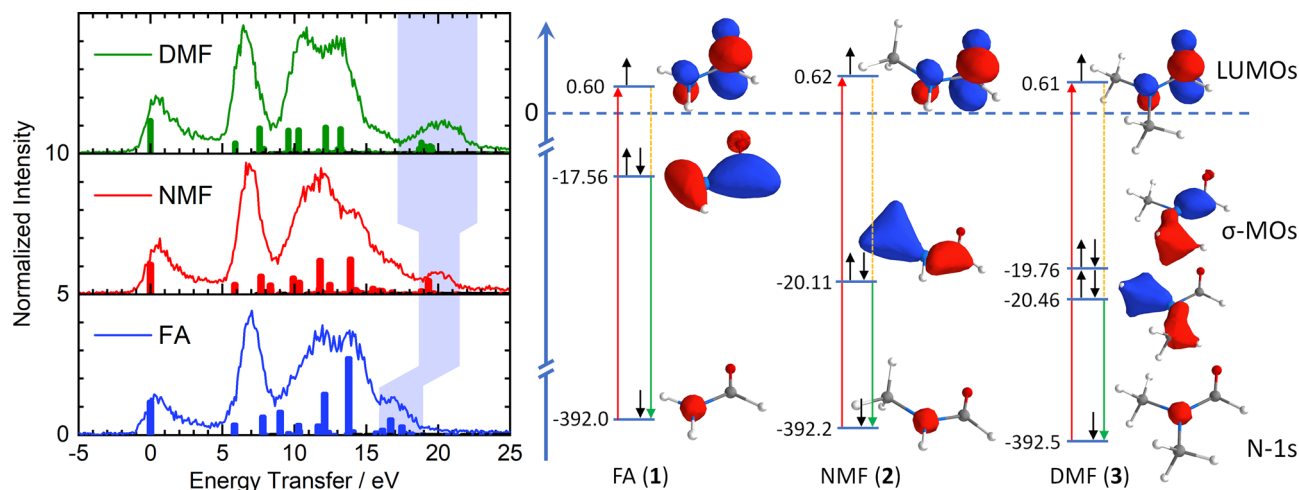 DMF
10
NMF
5
FA
0
-5 0 5 10 15 20 25
Energy Transfer / eV
Normalized Intensity
0
0.60
-17.56
-392.0
FA (1)
0.62
-20.11
-392.2
NMF (2)
0.61
-19.76
-20.46
-392.5
DMF (3)
LUMOs
σ-MOs
N-1s